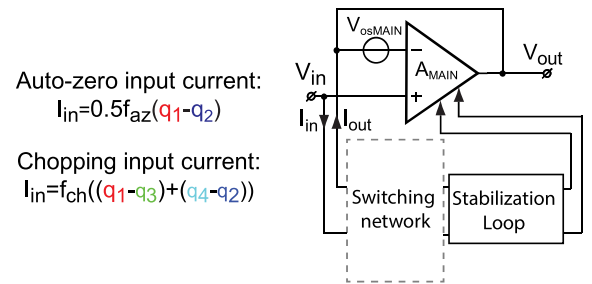 Auto-zero input current:
Iin=0.5faz(q1-q2)
Chopping input current:
Iin=fch((q1-q3)+(q4-q2))
VosMAIN
Vin
−
AMAIN
+
Vout
Iin
Iout
Switching
network
Stabilization
Loop